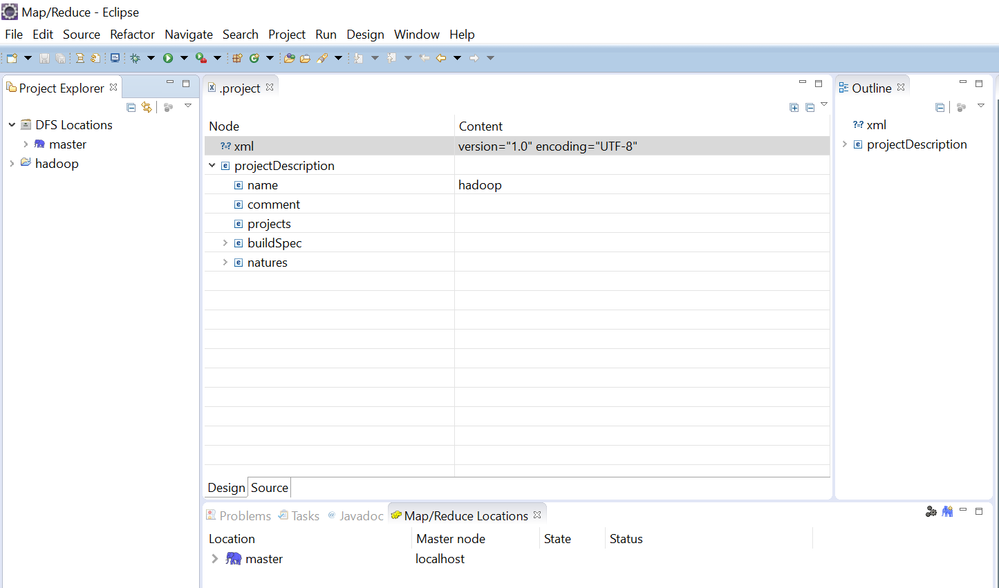 Map/Reduce - Eclipse
File Edit Source Refactor Navigate Search Project Run Design Window Help
Project Explorer
DFS Locations
master
hadoop
.project
Node Content
xml version="1.0" encoding="UTF-8"
projectDescription
name hadoop
comment
projects
buildSpec
natures
Design Source
Outline
xml
projectDescription
Problems Tasks Javadoc Map/Reduce Locations
Location Master node State Status
master localhost